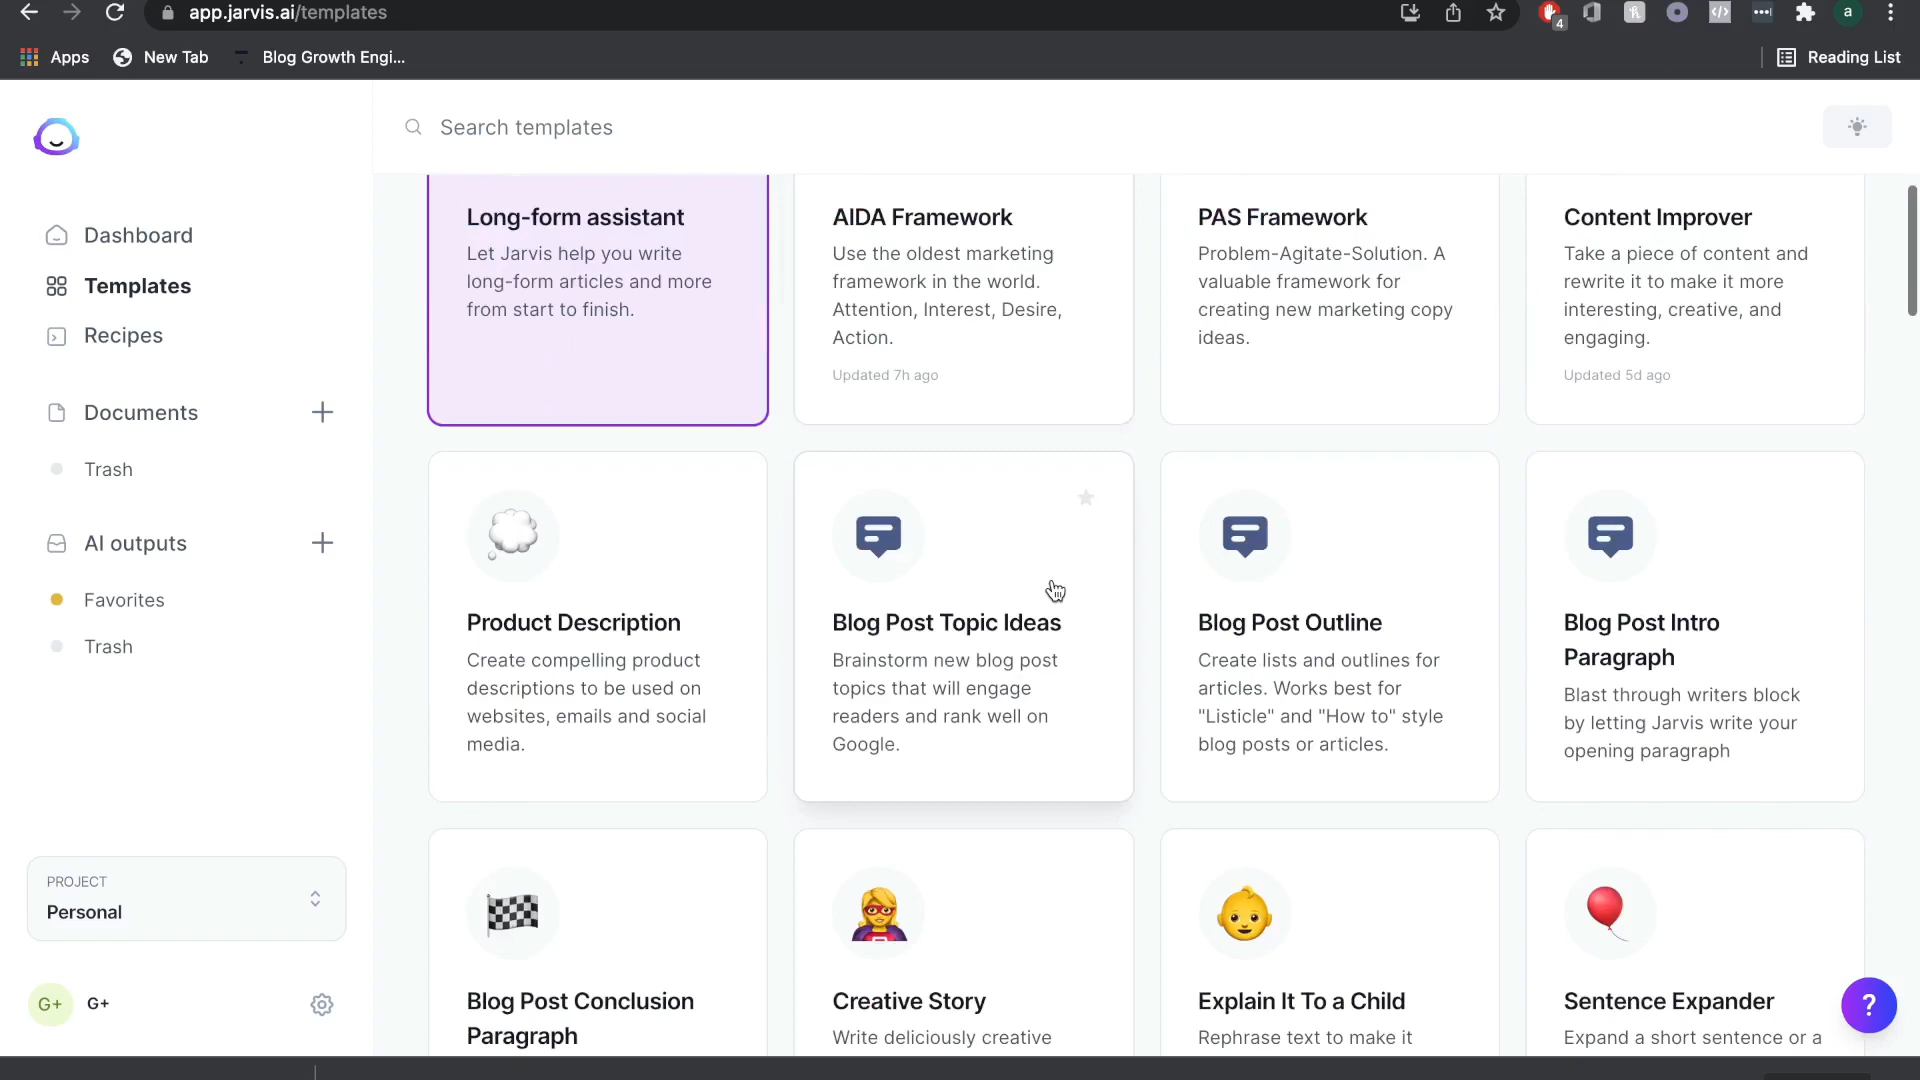 app.jarvis.ai/templates
4
a
Apps
New Tab
Blog Growth Engi...
Reading List
Search templates
Dashboard
Templates
Recipes
Documents
Trash
AI outputs
Favorites
Trash
PROJECT
Personal
G+
G+
Long-form assistant
Let Jarvis help you write
long-form articles and more
from start to finish.
AIDA Framework
Use the oldest marketing
framework in the world.
Attention, Interest, Desire,
Action.
Updated 7h ago
PAS Framework
Problem-Agitate-Solution. A
valuable framework for
creating new marketing copy
ideas.
Content Improver
Take a piece of content and
rewrite it to make it more
interesting, creative, and
engaging.
Updated 5d ago
Product Description
Create compelling product
descriptions to be used on
websites, emails and social
media.
Blog Post Topic Ideas
Brainstorm new blog post
topics that will engage
readers and rank well on
Google.
Blog Post Outline
Create lists and outlines for
articles. Works best for
"Listicle" and "How to" style
blog posts or articles.
Blog Post Intro
Paragraph
Blast through writers block
by letting Jarvis write your
opening paragraph
Blog Post Conclusion
Paragraph
Creative Story
Write deliciously creative
Explain It To a Child
Rephrase text to make it
Sentence Expander
Expand a short sentence or a
?